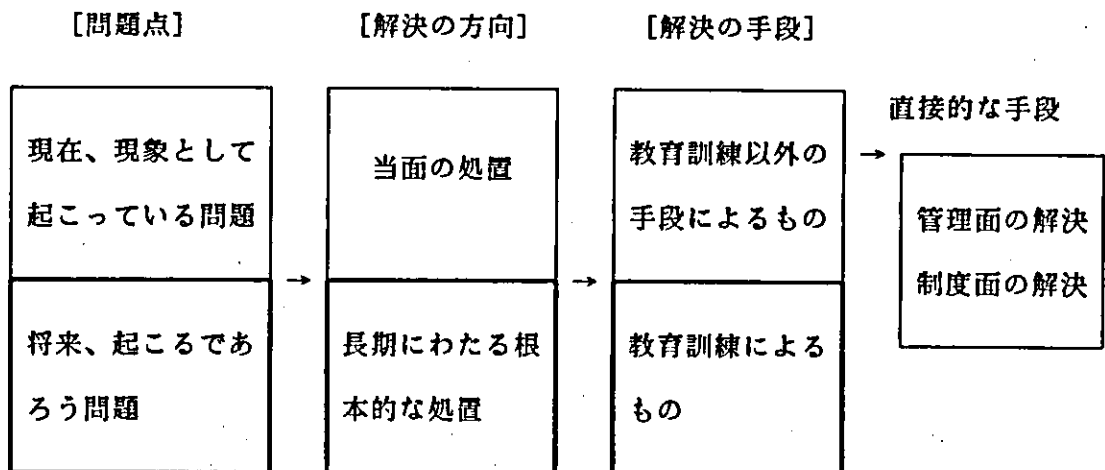 [問題点]
[解決の方向]
[解決の手段]
現在、現象として
起こっている問題
将来、起こるであ
ろう問題
→
当面の処置
長期にわたる根
本的な処置
→
教育訓練以外の
手段によるもの
教育訓練による
もの
→
直接的な手段
管理面の解決
制度面の解決